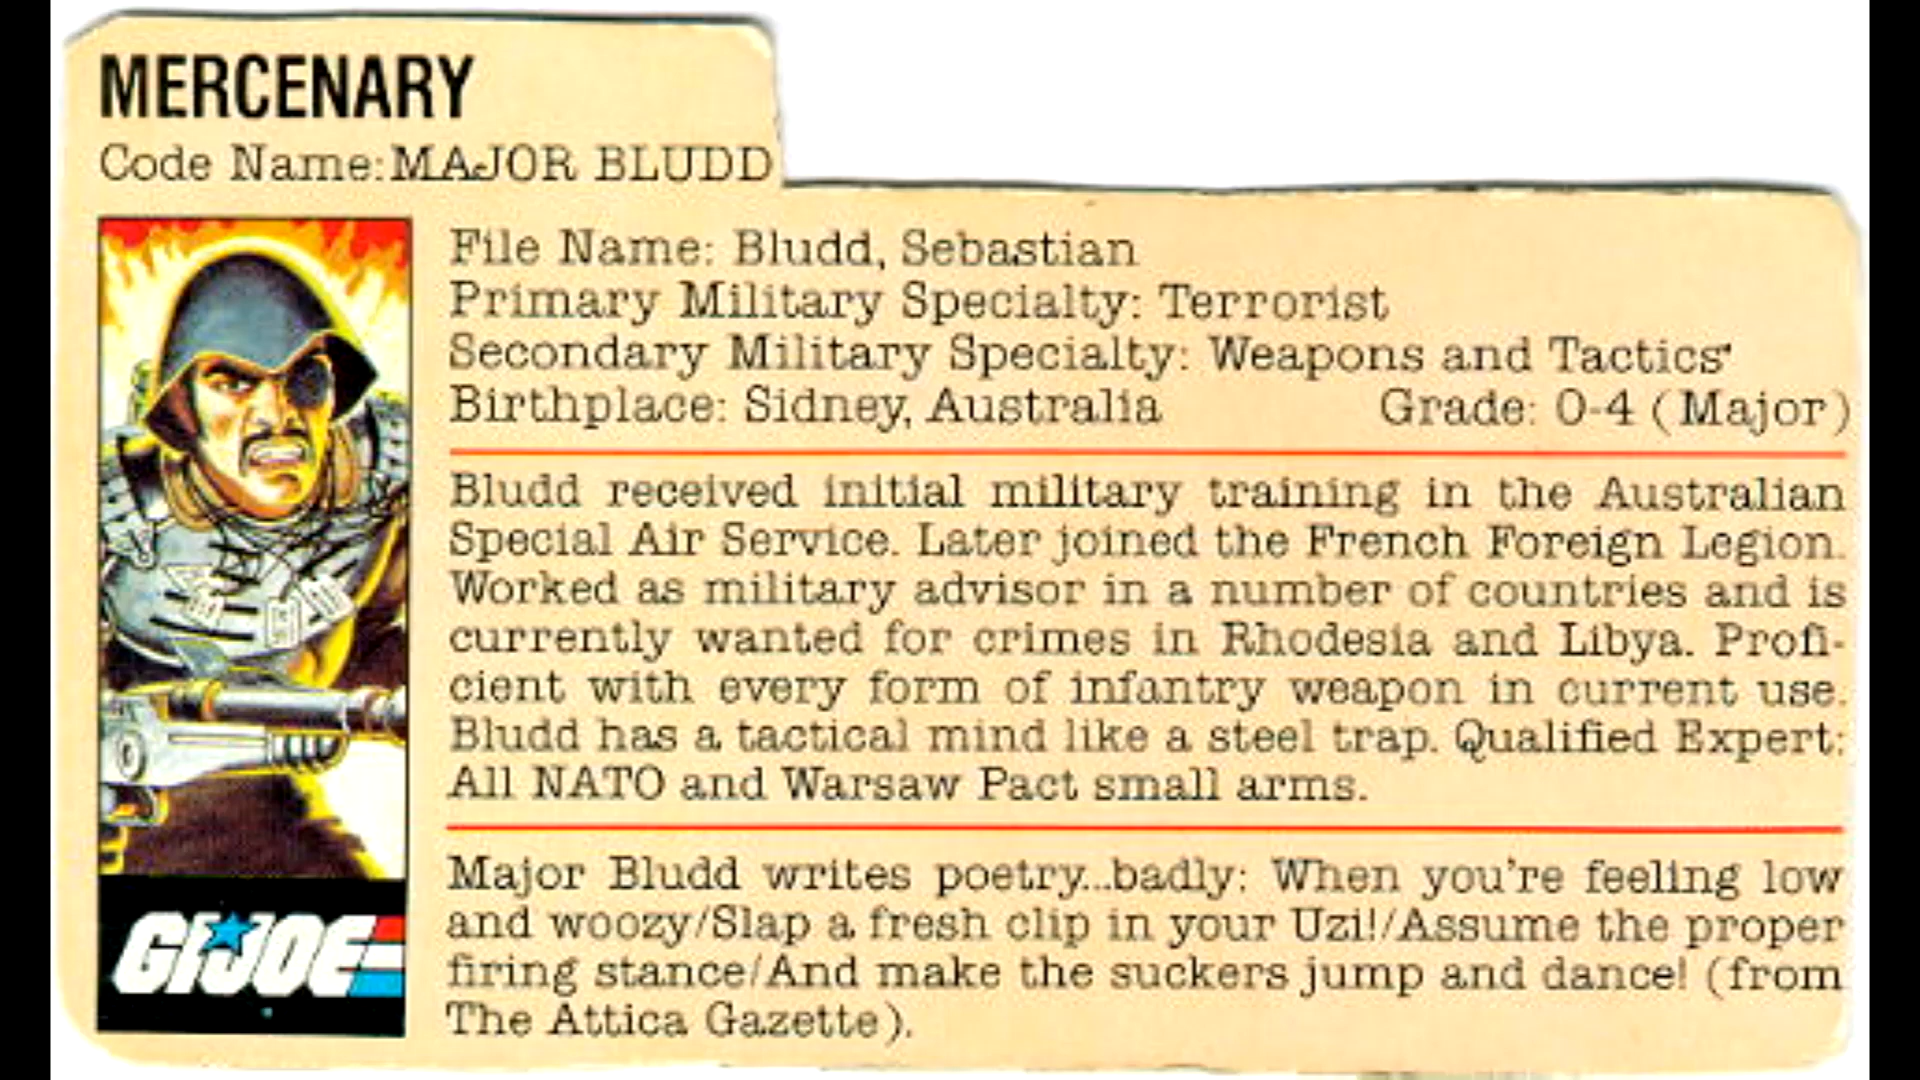 MERCENARY
Code Name: MAJOR BLUDD
File Name: Bludd, Sebastian
Primary Military Specialty: Terrorist
Secondary Military Specialty: Weapons and Tactics
Birthplace: Sidney, Australia Grade: O-4 (Major)
Bludd received initial military training in the Australian
Special Air Service. Later joined the French Foreign Legion.
Worked as military advisor in a number of countries and is
currently wanted for crimes in Rhodesia and Libya. Profi-
cient with every form of infantry weapon in current use.
Bludd has a tactical mind like a steel trap. Qualified Expert:
All NATO and Warsaw Pact small arms.
Major Bludd writes poetry...badly: When you're feeling low
and woozy/Slap a fresh clip in your Uzi!/Assume the proper
firing stance/And make the suckers jump and dance! (from
The Attica Gazette).
GI JOE